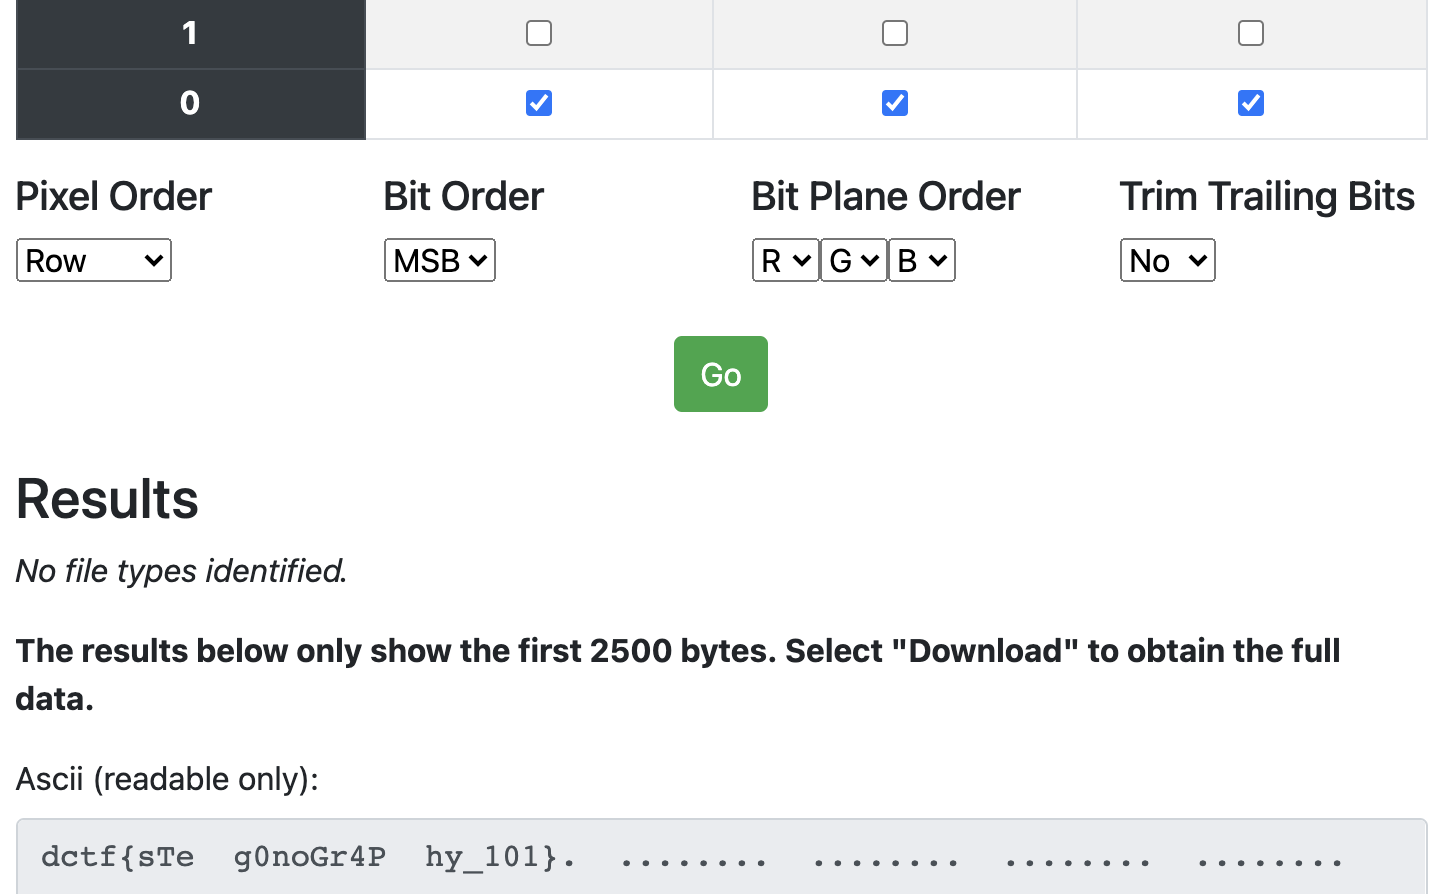 1
0
Pixel Order Bit Order Bit Plane Order Trim Trailing Bits
Row MSB R G B No
Go
Results
No file types identified.
The results below only show the first 2500 bytes. Select "Download" to obtain the full
data.
Ascii (readable only):
dctf{sTe g0noGr4P hy_101}. ........ ........ ........ ........